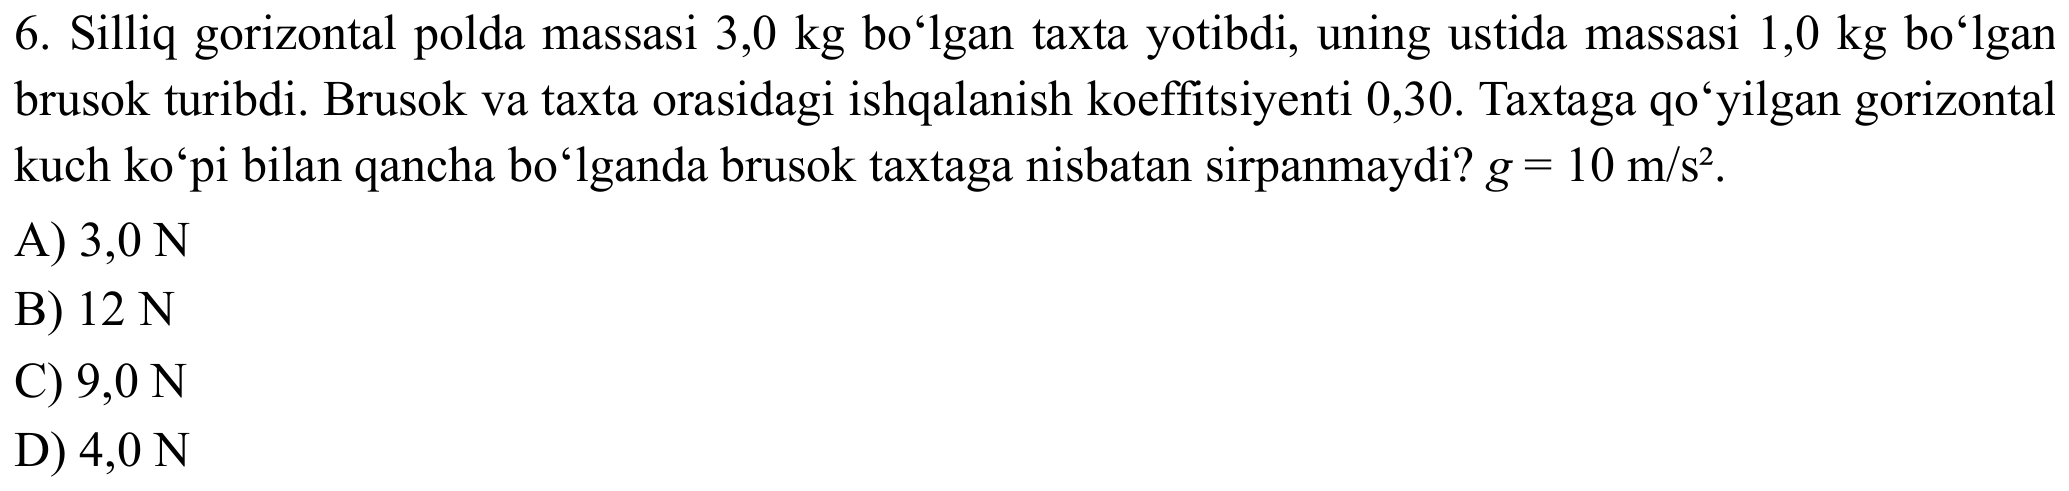 6. Silliq gorizontal polda massasi 3,0 kg bo‘lgan taxta yotibdi, uning ustida massasi 1,0 kg bo‘lgan
brusok turibdi. Brusok va taxta orasidagi ishqalanish koeffitsiyenti 0,30. Taxtaga qo‘yilgan gorizontal
kuch ko‘pi bilan qancha bo‘lganda brusok taxtaga nisbatan sirpanmaydi? g = 10 m/s².
A) 3,0 N
B) 12 N
C) 9,0 N
D) 4,0 N